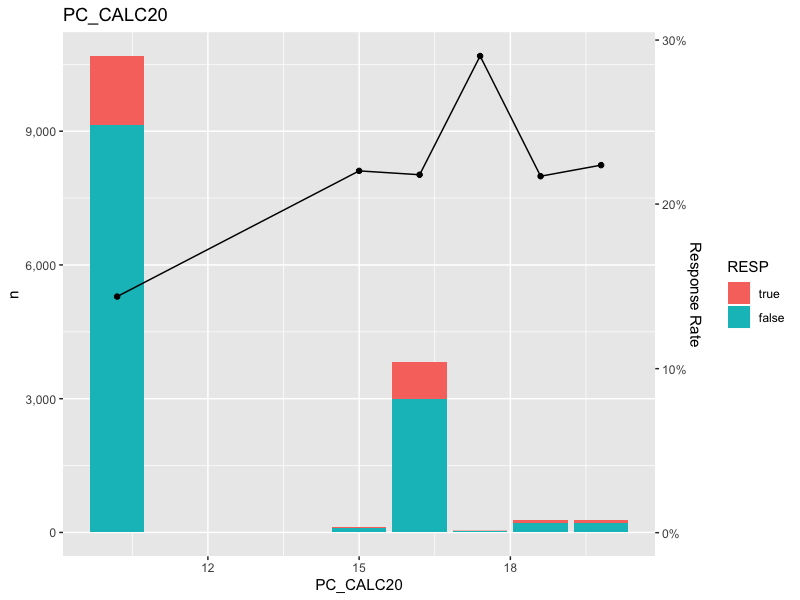 PC_CALC20
30%
9,000
20%
6,000
n
Response Rate
RESP
true
false
10%
3,000
0
0%
12
15
18
PC_CALC20